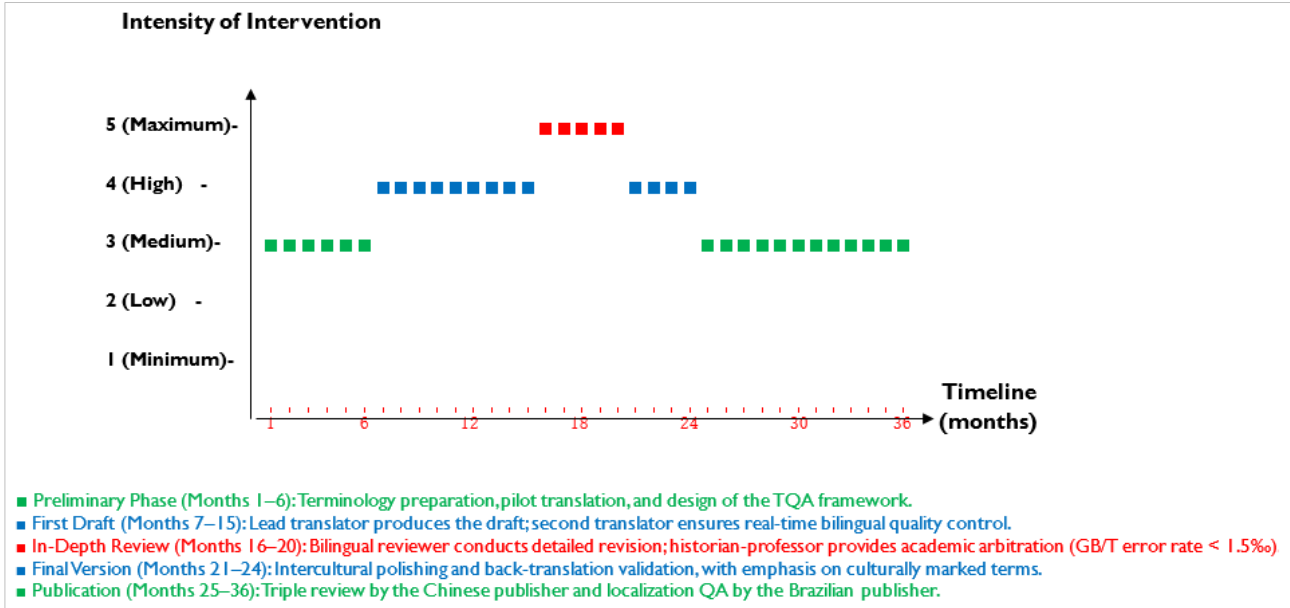 Intensity of Intervention
5 (Maximum)-
4 (High) -
3 (Medium)-
2 (Low) -
1 (Minimum)-
Timeline
(months)
1 6 12 18 24 30 36
■ Preliminary Phase (Months 1–6): Terminology preparation, pilot translation, and design of the TQA framework.
■ First Draft (Months 7–15): Lead translator produces the draft; second translator ensures real-time bilingual quality control.
■ In-Depth Review (Months 16–20): Bilingual reviewer conducts detailed revision; historian-professor provides academic arbitration (GB/T error rate < 1.5‰)
■ Final Version (Months 21–24): Intercultural polishing and back-translation validation, with emphasis on culturally marked terms.
■ Publication (Months 25–36): Triple review by the Chinese publisher and localization QA by the Brazilian publisher.